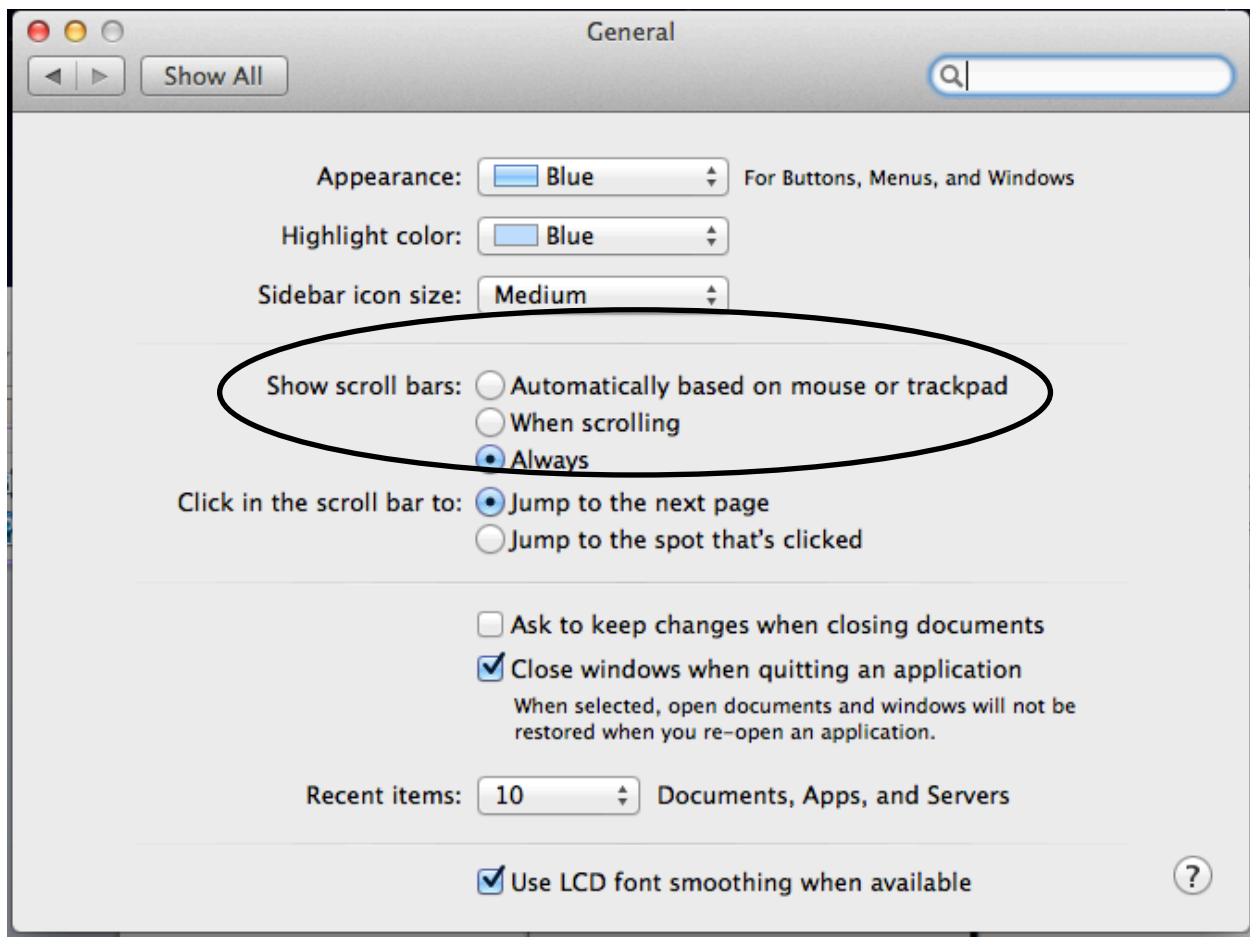 General
Show All
Appearance: Blue For Buttons, Menus, and Windows
Highlight color: Blue
Sidebar icon size: Medium
Show scroll bars: Automatically based on mouse or trackpad
When scrolling
Always
Click in the scroll bar to: Jump to the next page
Jump to the spot that's clicked
Ask to keep changes when closing documents
Close windows when quitting an application
When selected, open documents and windows will not be
restored when you re-open an application.
Recent items: 10 Documents, Apps, and Servers
Use LCD font smoothing when available
?